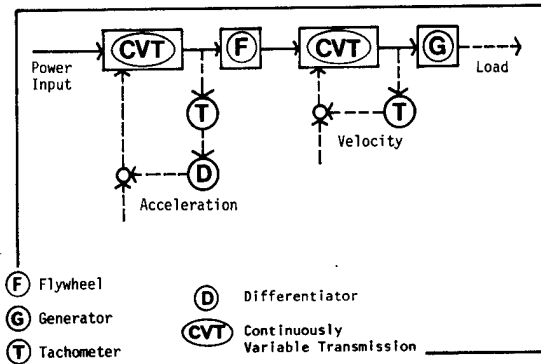 CVT F CVT G
Power
Input
Load
T T
Velocity
D
Acceleration
F Flywheel
G Generator
T Tachometer
D Differentiator
CVT Continuously
Variable Transmission